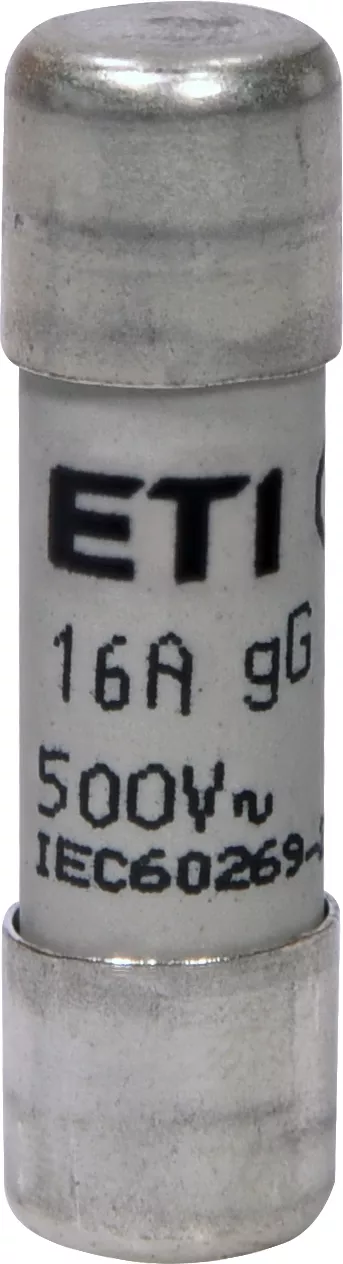 ETI
16A gG
500V~
IEC60269-